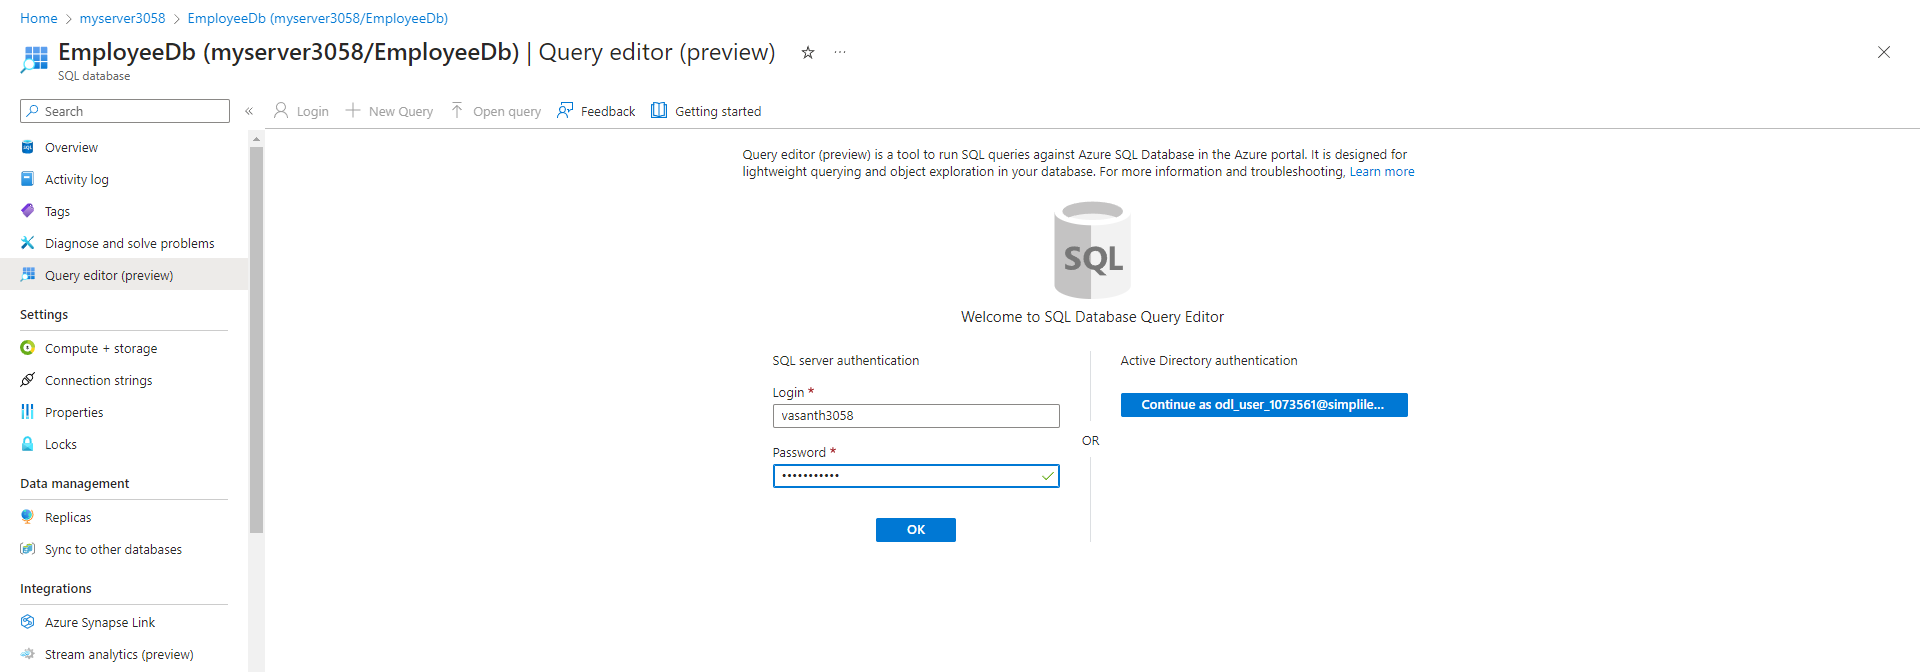 Home > myserver3058 > EmployeeDb (myserver3058/EmployeeDb)
EmployeeDb (myserver3058/EmployeeDb) | Query editor (preview)
SQL database
Search
Login
New Query
Open query
Feedback
Getting started
SQL
Overview
Activity log
Tags
Diagnose and solve problems
Query editor (preview)
Settings
Compute + storage
Connection strings
Properties
Locks
Data management
Replicas
Sync to other databases
Integrations
Azure Synapse Link
Stream analytics (preview)
Query editor (preview) is a tool to run SQL queries against Azure SQL Database in the Azure portal. It is designed for
lightweight querying and object exploration in your database. For more information and troubleshooting, Learn more
SQL
Welcome to SQL Database Query Editor
SQL server authentication
Login *
vasanth3058
Password *
•••••••••••
OK
OR
Active Directory authentication
Continue as odl_user_1073561@simplile...